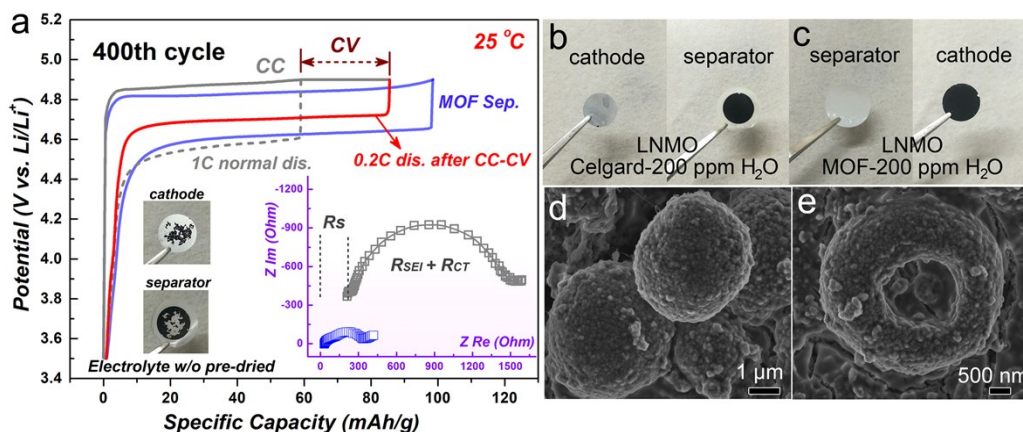 a
400th cycle
25 °C
CC
CV
MOF Sep.
1C normal dis.
0.2C dis. after CC-CV
cathode
separator
Electrolyte w/o pre-dried
Potential (V vs. Li/Li⁺)
5.0
4.8
4.6
4.4
4.2
4.0
3.8
3.6
3.4
0 20 40 60 80 100 120
Specific Capacity (mAh/g)
Z Im (Ohm)
-1200
-900
-600
-300
0
Rs
RSEI + RCT
Z Re (Ohm)
0 300 600 900 1200 1500
b
cathode separator
LNMO
Celgard-200 ppm H₂O
c
separator cathode
LNMO
MOF-200 ppm H₂O
d
1 μm
e
500 nm